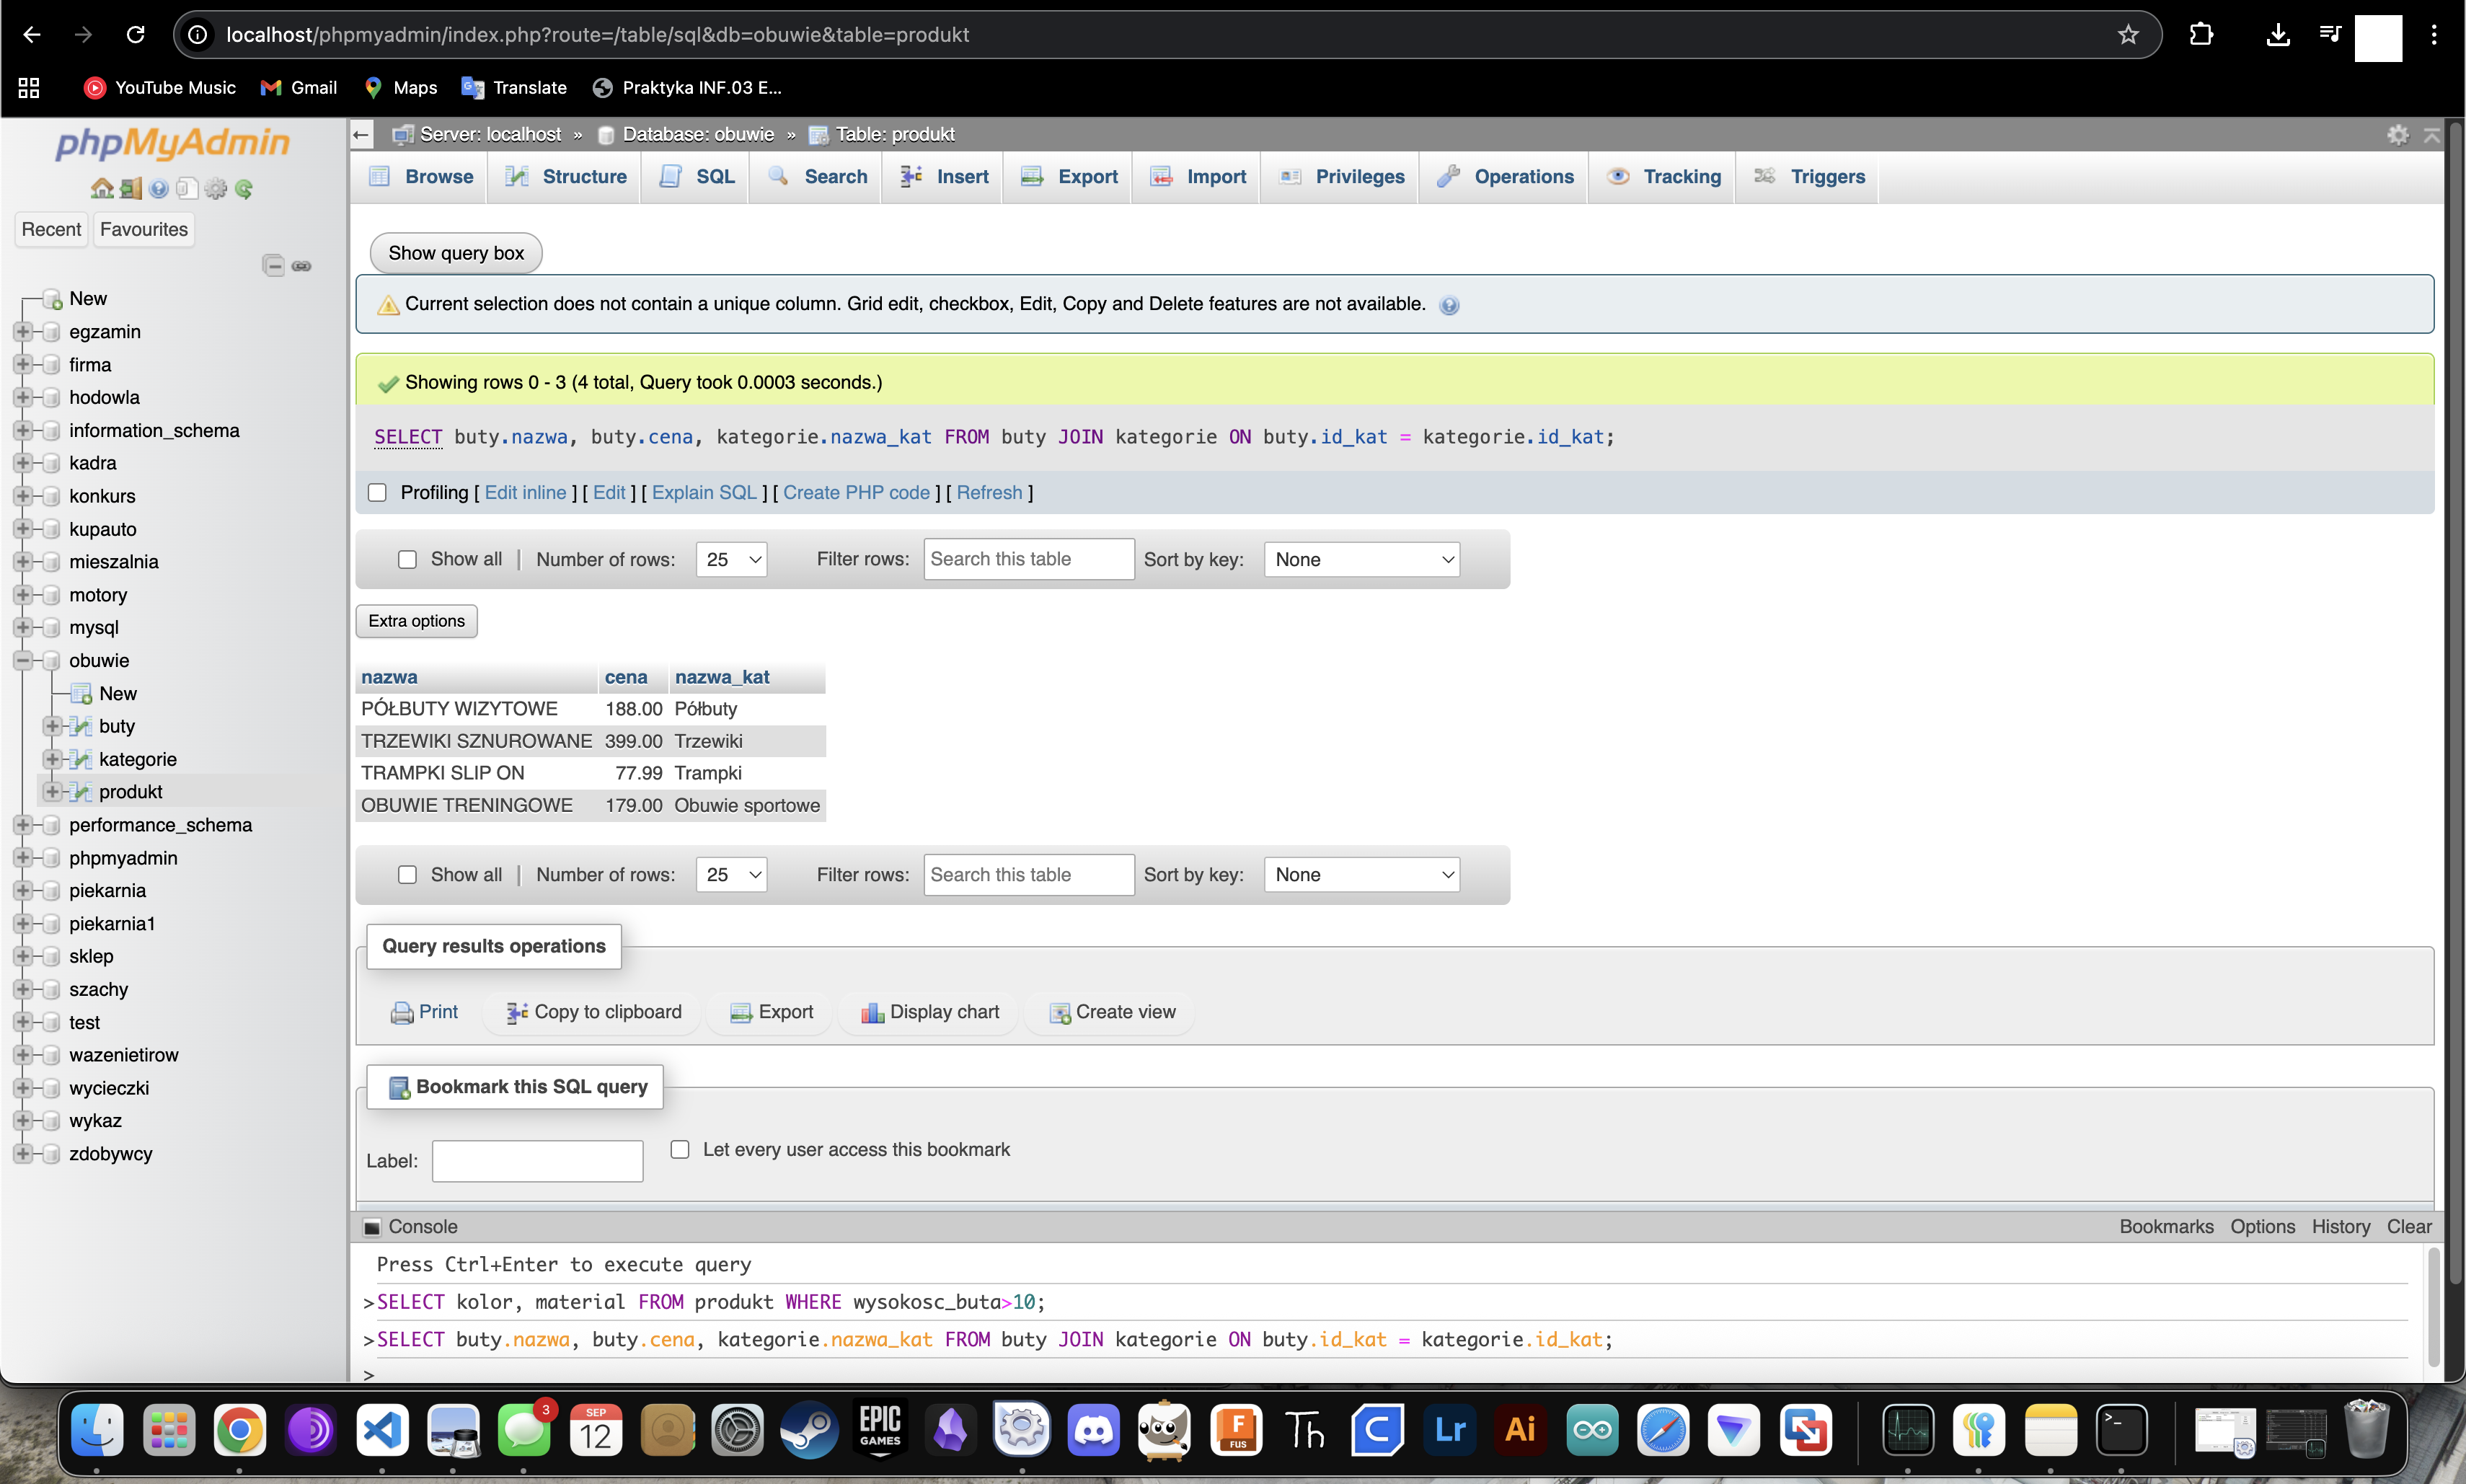 localhost/phpmyadmin/index.php?route=/table/sql&db=obuwie&table=produkt
YouTube Music Gmail Maps Translate Praktyka INF.03 E...
phpMyAdmin
Recent Favourites
New
egzamin
firma
hodowla
information_schema
kadra
konkurs
kupauto
mieszalnia
motory
mysql
obuwie
New
buty
kategorie
produkt
performance_schema
phpmyadmin
piekarnia
piekarnia1
sklep
szachy
test
wazenietirow
wycieczki
wykaz
zdobywcy
Server: localhost » Database: obuwie » Table: produkt
Browse Structure SQL Search Insert Export Import Privileges Operations Tracking Triggers
Show query box
Current selection does not contain a unique column. Grid edit, checkbox, Edit, Copy and Delete features are not available.
Showing rows 0 - 3 (4 total, Query took 0.0003 seconds.)
SELECT buty.nazwa, buty.cena, kategorie.nazwa_kat FROM buty JOIN kategorie ON buty.id_kat = kategorie.id_kat;
Profiling [ Edit inline ] [ Edit ] [ Explain SQL ] [ Create PHP code ] [ Refresh ]
Show all | Number of rows: 25 Filter rows: Search this table Sort by key: None
Extra options
nazwa cena nazwa_kat
PÓŁBUTY WIZYTOWE 188.00 Półbuty
TRZEWIKI SZNUROWANE 399.00 Trzewiki
TRAMPKI SLIP ON 77.99 Trampki
OBUWIE TRENINGOWE 179.00 Obuwie sportowe
Show all | Number of rows: 25 Filter rows: Search this table Sort by key: None
Query results operations
Print Copy to clipboard Export Display chart Create view
Bookmark this SQL query
Label: Let every user access this bookmark
Console Bookmarks Options History Clear
Press Ctrl+Enter to execute query
>SELECT kolor, material FROM produkt WHERE wysokosc_buta>10;
>SELECT buty.nazwa, buty.cena, kategorie.nazwa_kat FROM buty JOIN kategorie ON buty.id_kat = kategorie.id_kat;
>
3
SEP
12
EPIC
GAMES
F
FUS
Th
C
Lr
Ai